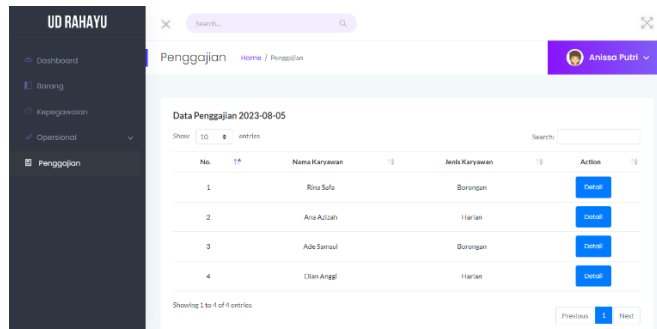 UD RAHAYU
Search...
Dashboard
Penggajian Home / Penggajian
Anissa Putri
Barang
Kepegawaian
Opersional
Penggajian
Data Penggajian 2023-08-05
Show 10 entries Search:
No. Nama Karyawan Jenis Karyawan Action
1 Rina Safa Borongan Detail
2 Ana Azizah Harian Detail
3 Ade Samsul Borongan Detail
4 Dian Anggi Harian Detail
Showing 1 to 4 of 4 entries
Previous 1 Next